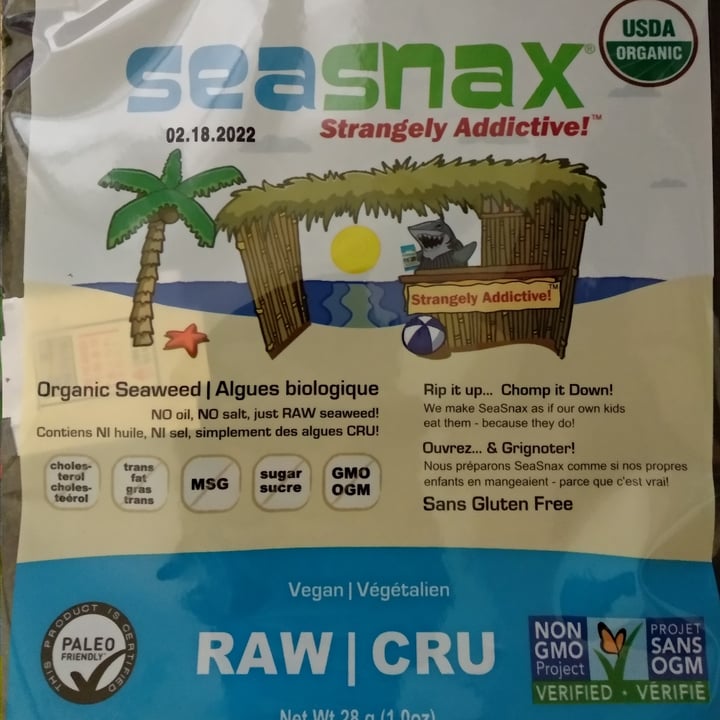 USDA
ORGANIC
seasnax®
02.18.2022
Strangely Addictive!™
Strangely Addictive!™
Organic Seaweed | Algues biologique
NO oil, NO salt, just RAW seaweed!
Contiens NI huile, NI sel, simplement des algues CRU!
choles-
terol
choles-
teérol
trans
fat
gras
trans
MSG
sugar
sucre
GMO
OGM
Rip it up... Chomp it Down!
We make SeaSnax as if our own kids
eat them - because they do!
Ouvrez... & Grignoter!
Nous préparons SeaSnax comme si nos propres
enfants en mangeaient - parce que c'est vrai!
Sans Gluten Free
Vegan | Végétalien
RAW | CRU
THIS PRODUCT IS CERTIFIED
PALEO
FRIENDLY
NON
GMO
Project
VERIFIED
PROJET
SANS
OGM
VÉRIFIÉ
Net Wt 28 g (1.0oz)